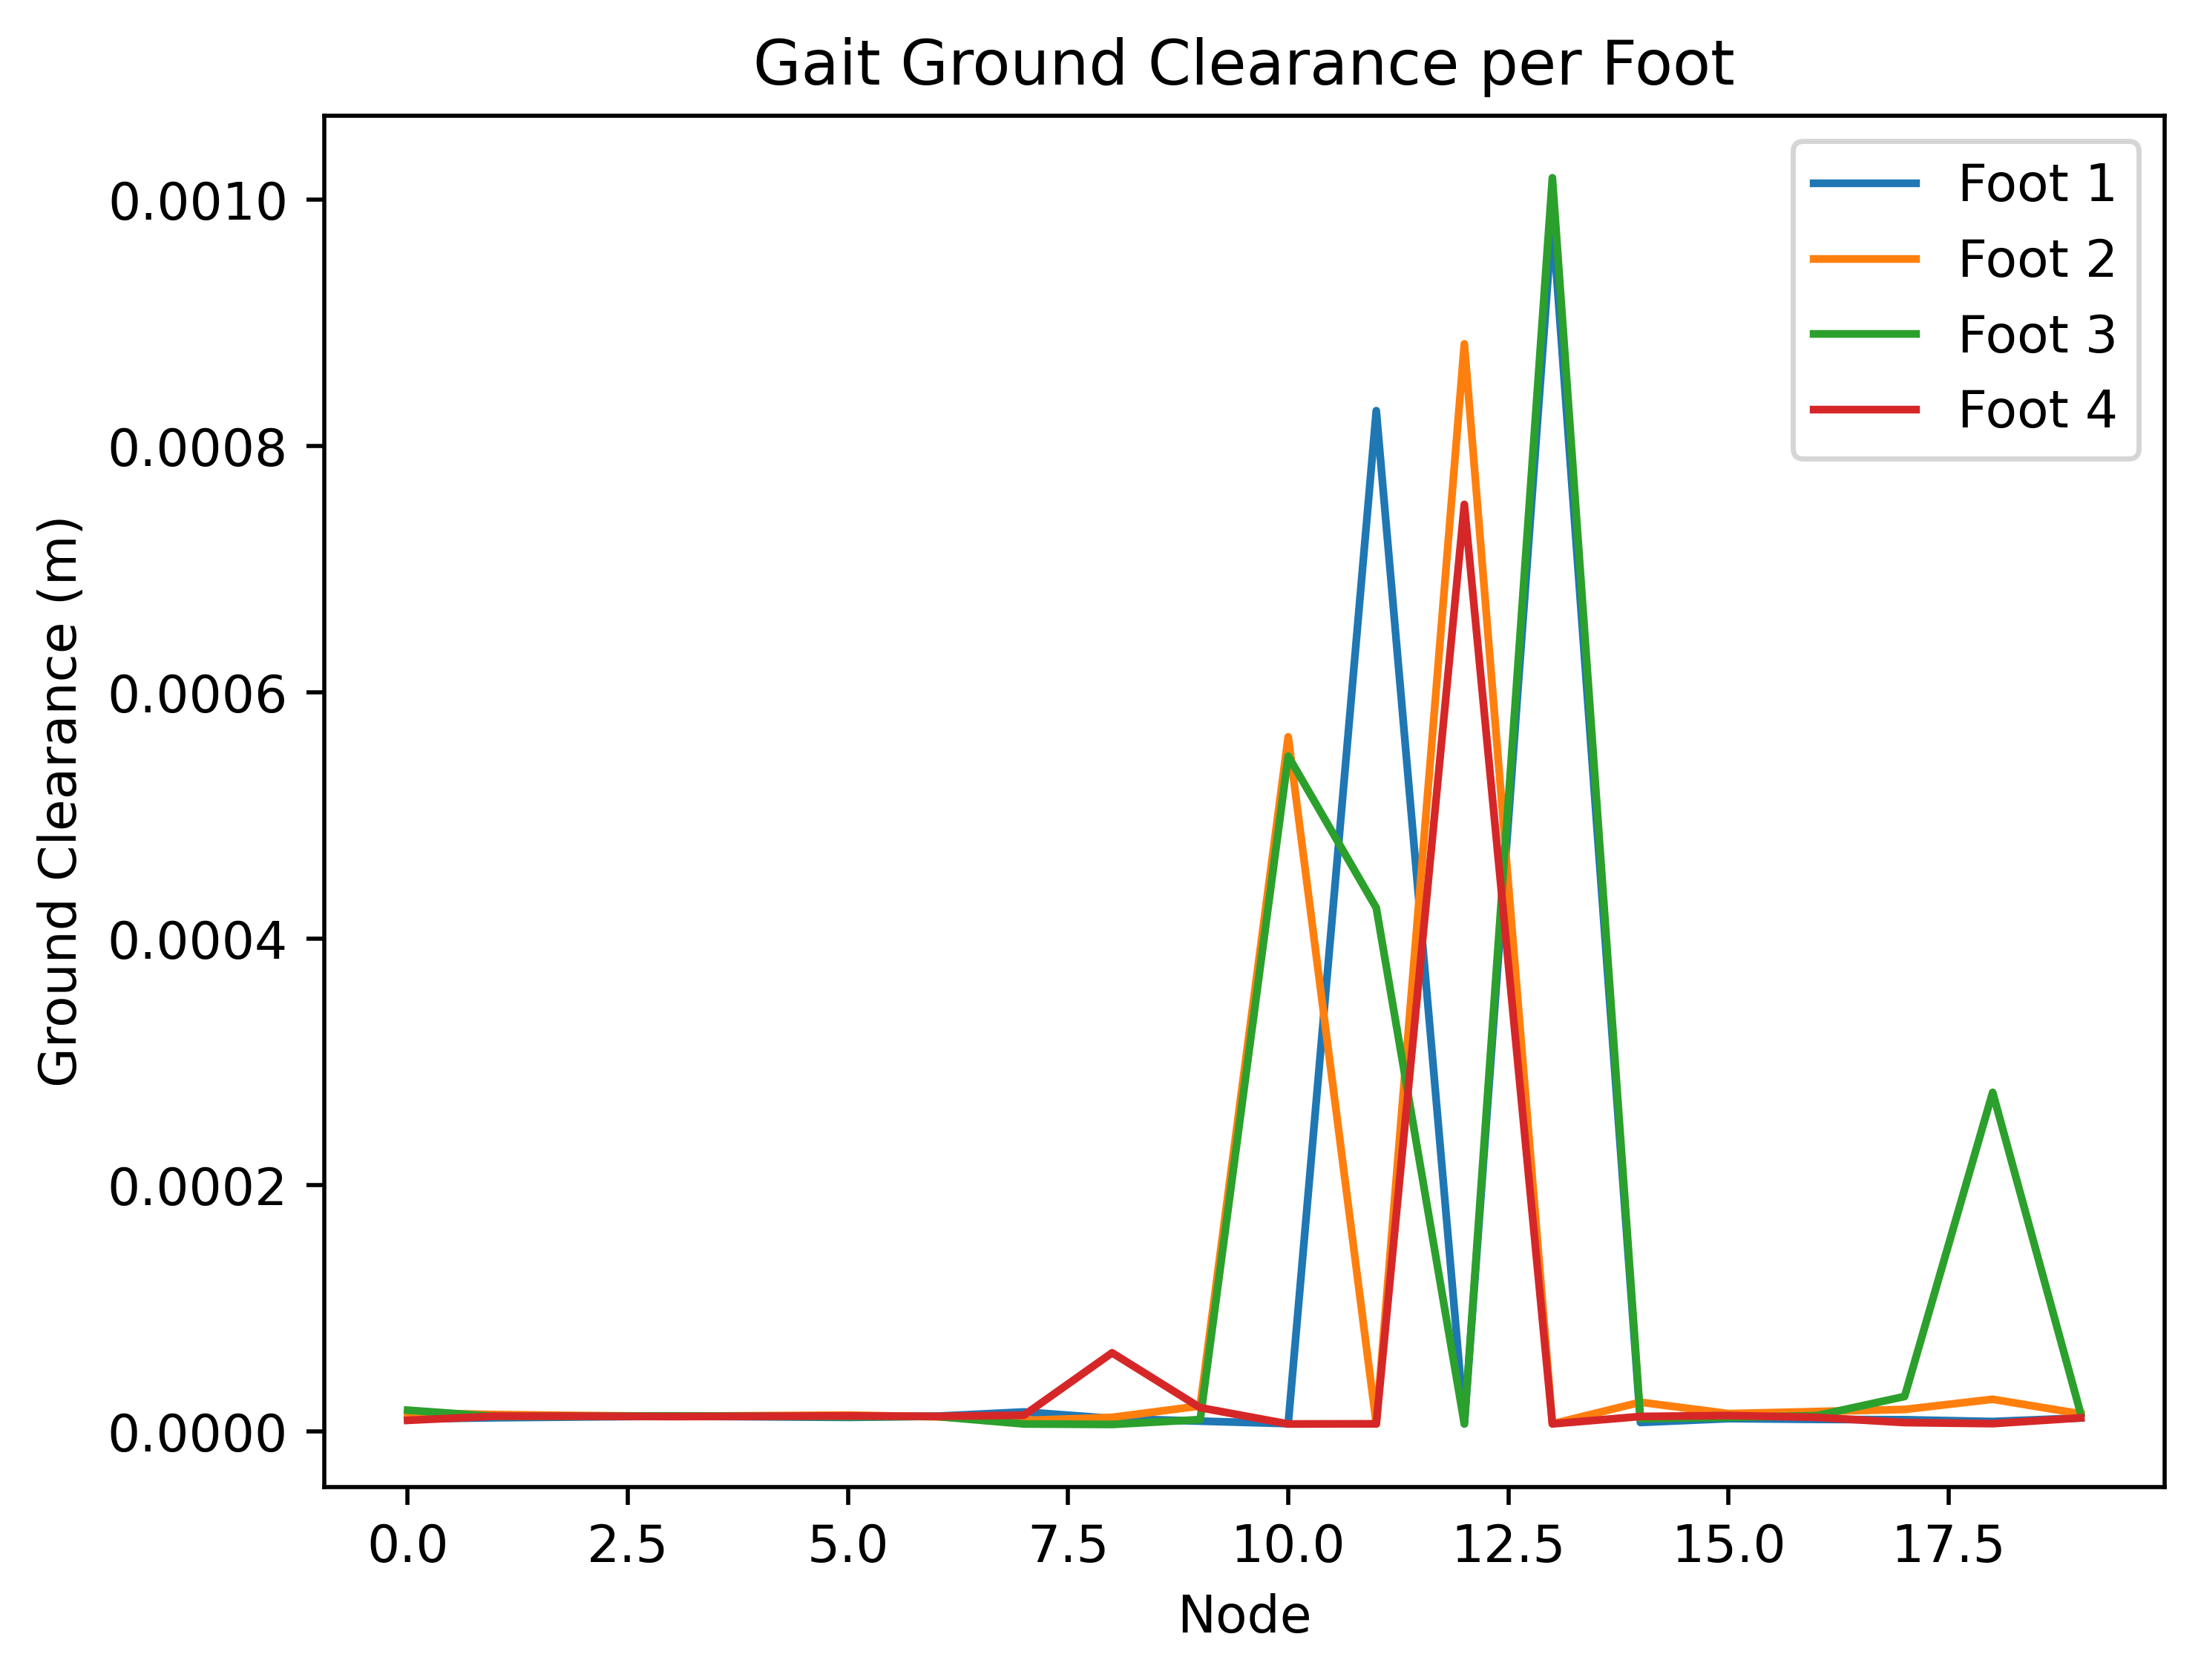 Gait Ground Clearance per Foot
Foot 1
Foot 2
Foot 3
Foot 4
Ground Clearance (m)
0.0010
0.0008
0.0006
0.0004
0.0002
0.0000
0.0 2.5 5.0 7.5 10.0 12.5 15.0 17.5
Node